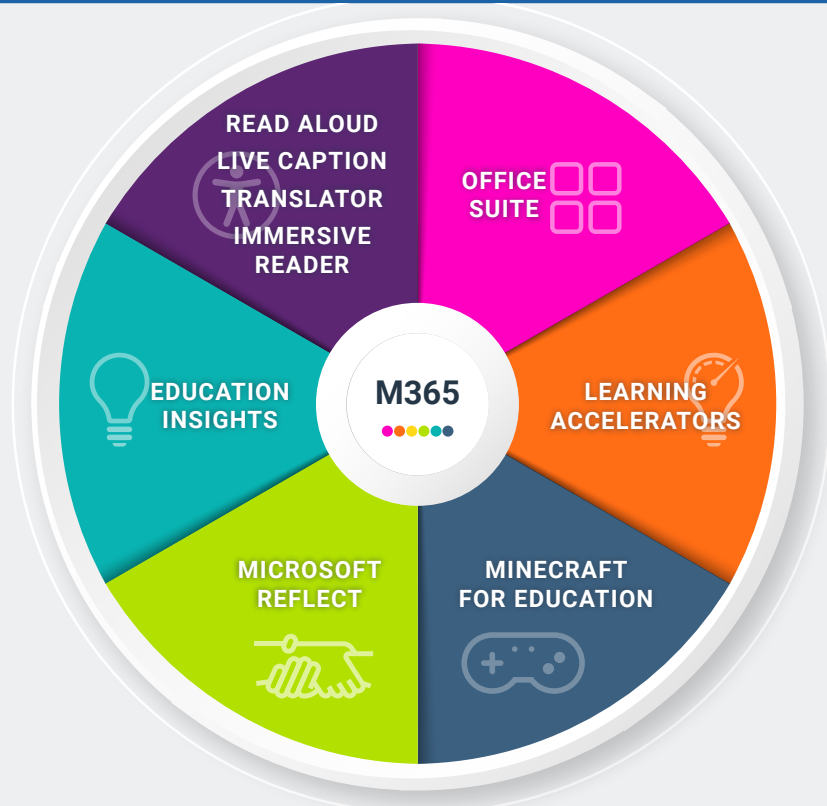 READ ALOUD
LIVE CAPTION
TRANSLATOR
IMMERSIVE
READER
OFFICE
SUITE
EDUCATION
INSIGHTS
M365
LEARNING
ACCELERATORS
MICROSOFT
REFLECT
MINECRAFT
FOR EDUCATION